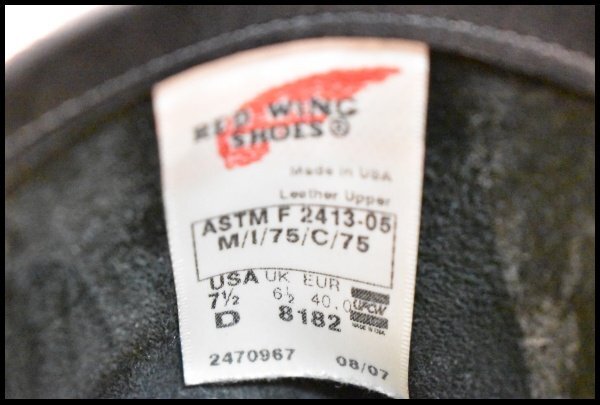 RED WING
SHOES®
Made in USA
Leather Upper
ASTM F 2413-05
M/I/75/C/75
USA UK EUR
7½ 6½ 40.0
D 8182 UFCW
2470967 08/07